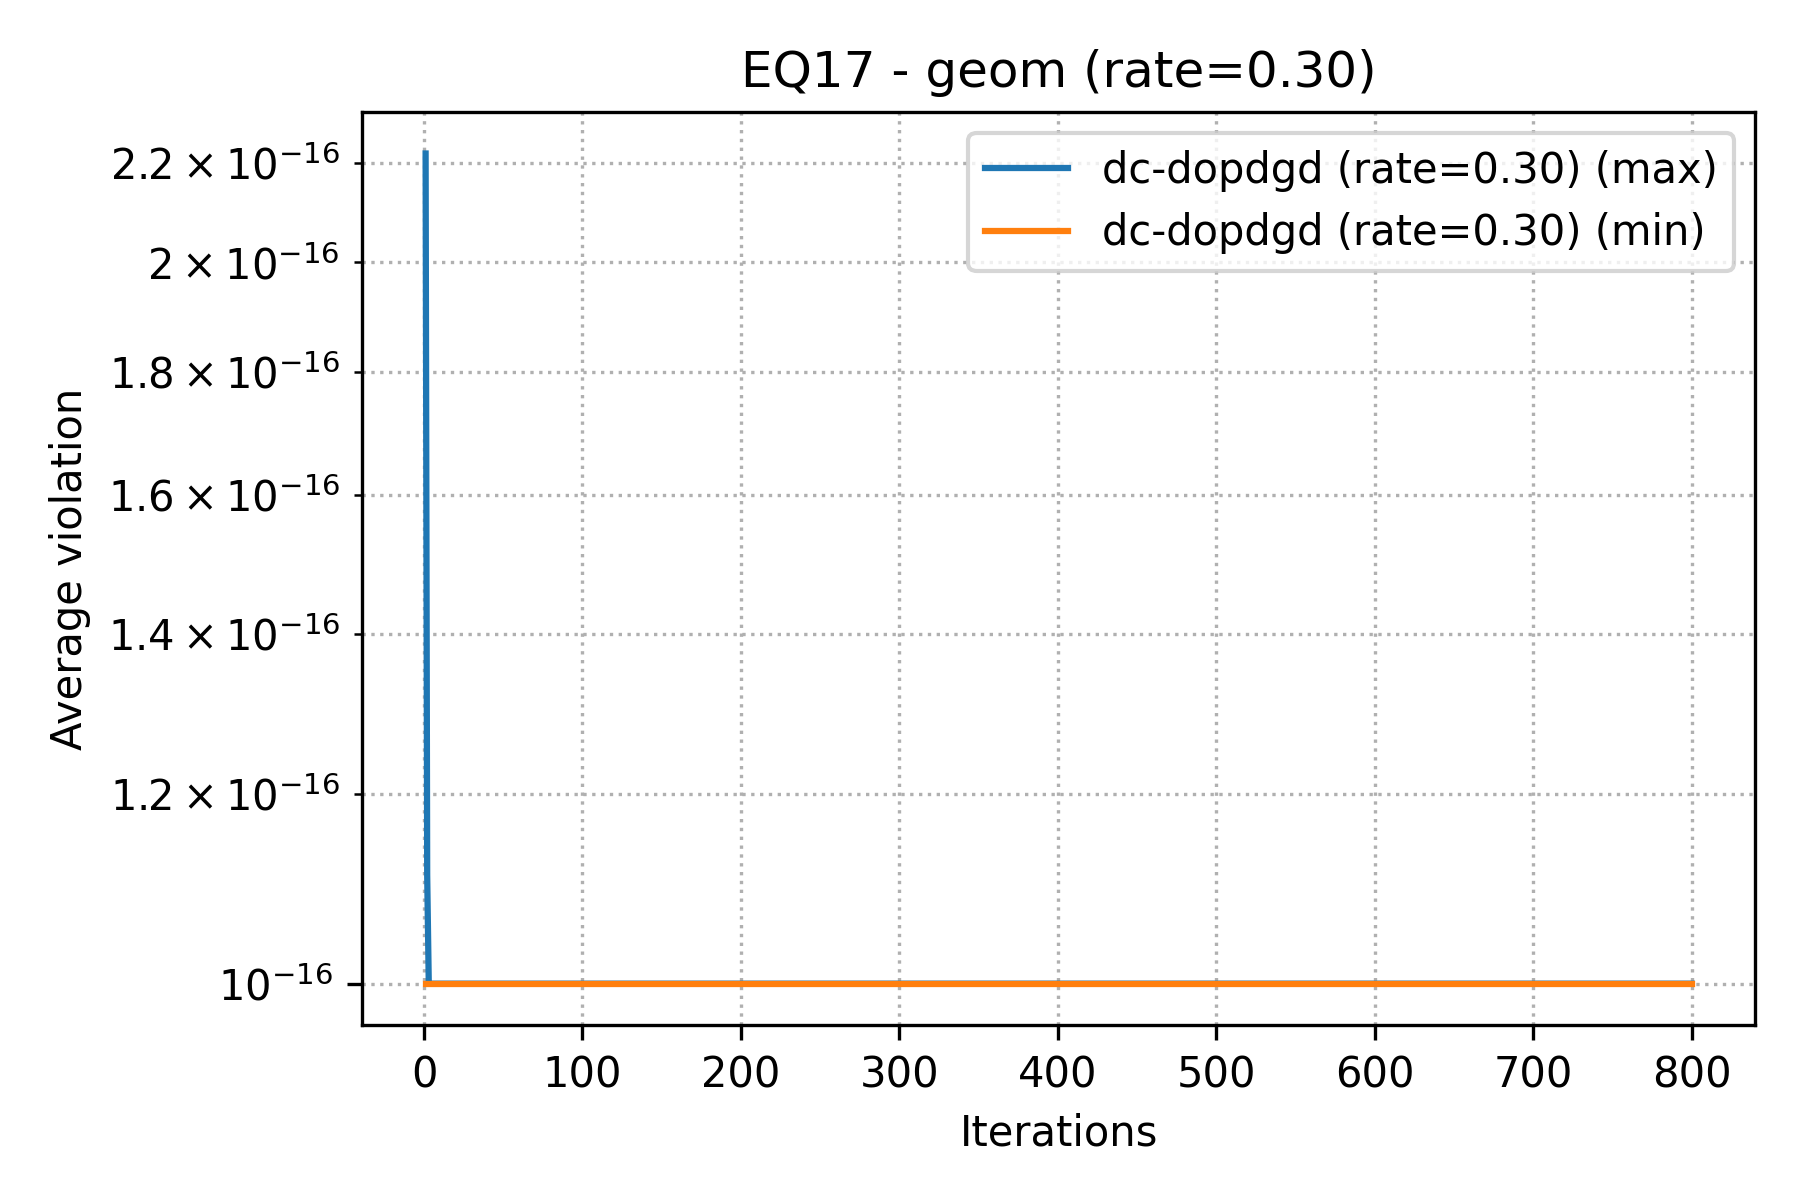 EQ17 - geom (rate=0.30)
dc-dopdgd (rate=0.30) (max)
dc-dopdgd (rate=0.30) (min)
Average violation
2.2 × 10⁻¹⁶
2 × 10⁻¹⁶
1.8 × 10⁻¹⁶
1.6 × 10⁻¹⁶
1.4 × 10⁻¹⁶
1.2 × 10⁻¹⁶
10⁻¹⁶
0 100 200 300 400 500 600 700 800
Iterations